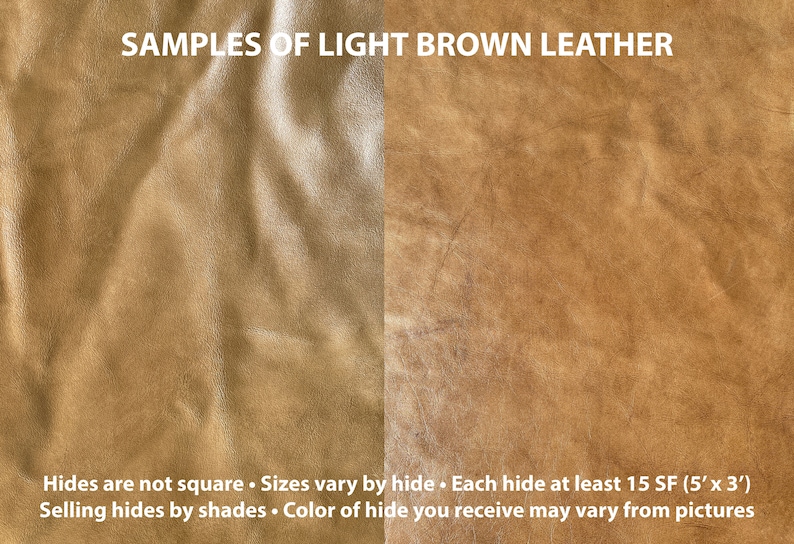 SAMPLES OF LIGHT BROWN LEATHER
Hides are not square • Sizes vary by hide • Each hide at least 15 SF (5’ x 3’)
Selling hides by shades • Color of hide you receive may vary from pictures